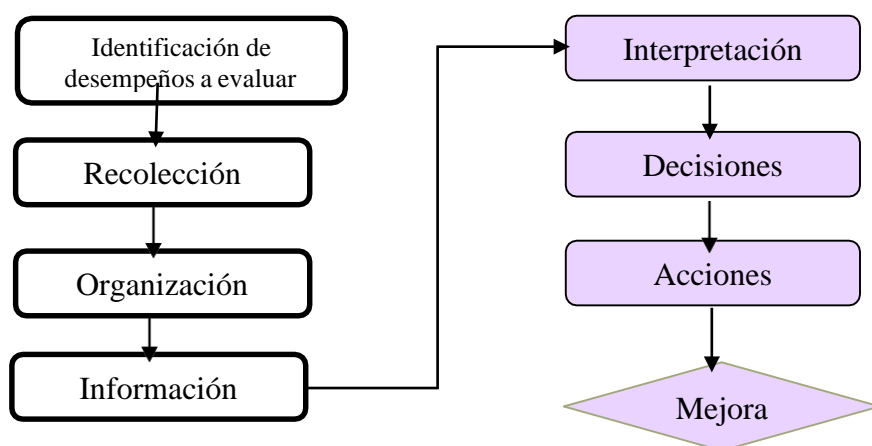 Identificación de
desempeños a evaluar
Recolección
Organización
Información
Interpretación
Decisiones
Acciones
Mejora